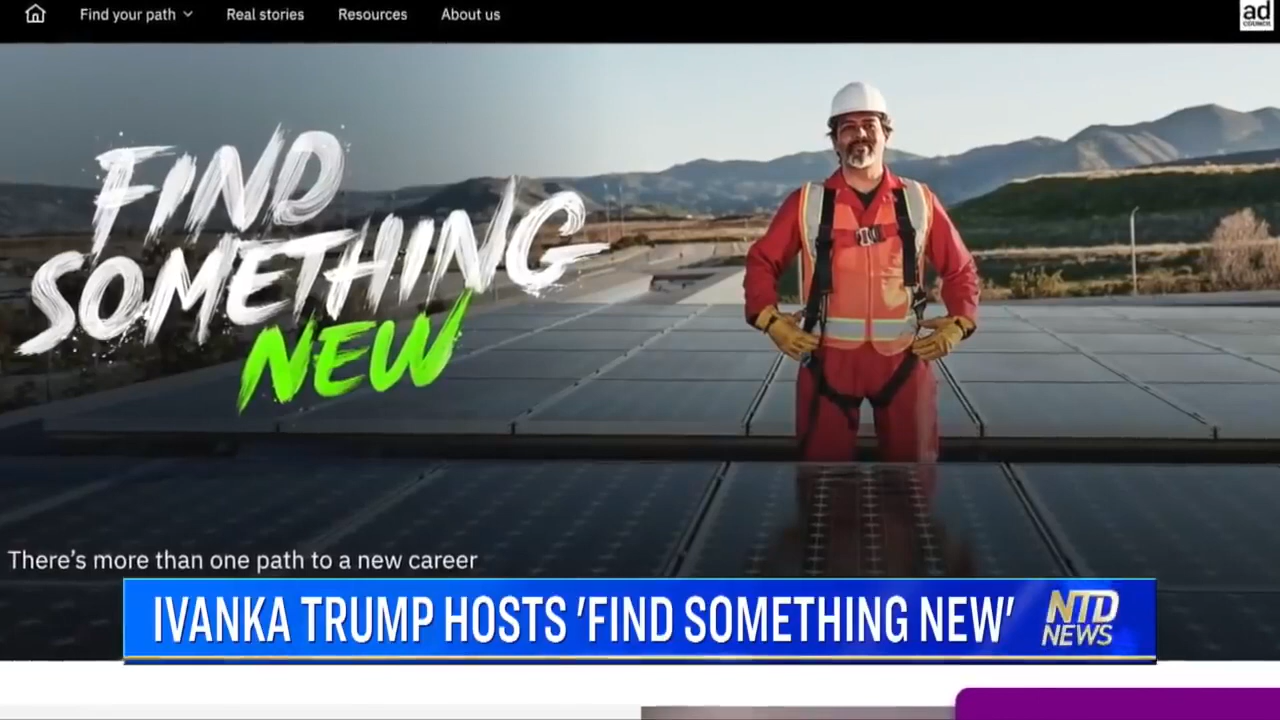 Find your path
Real stories
Resources
About us
ad
COUNCIL
FIND
SOMETHING
NEW
There's more than one path to a new career
IVANKA TRUMP HOSTS 'FIND SOMETHING NEW'
NTD
NEWS